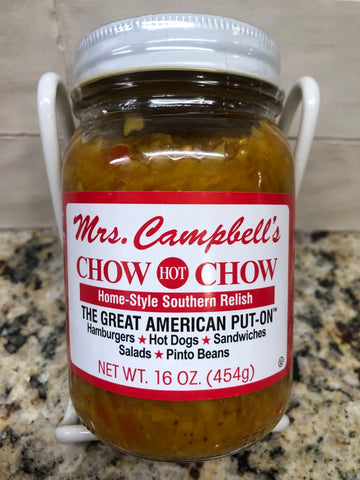 Mrs. Campbell's
CHOW HOT CHOW
Home-Style Southern Relish
THE GREAT AMERICAN PUT-ON™
Hamburgers ★ Hot Dogs ★ Sandwiches
Salads ★ Pinto Beans
NET WT. 16 OZ. (454g)